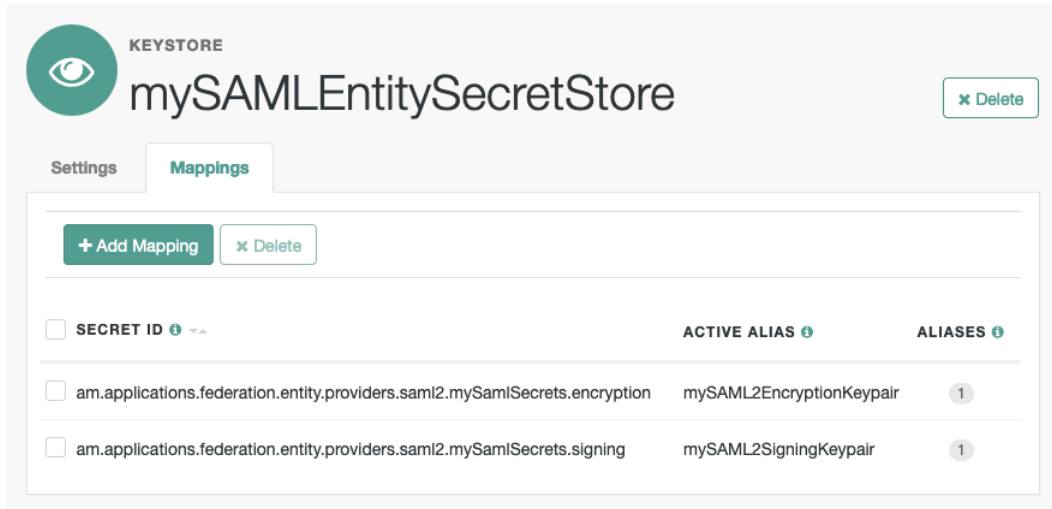 KEYSTORE
mySAMLEntitySecretStore
Delete
Settings Mappings
+ Add Mapping Delete
SECRET ID ACTIVE ALIAS ALIASES
am.applications.federation.entity.providers.saml2.mySamlSecrets.encryption mySAML2EncryptionKeypair 1
am.applications.federation.entity.providers.saml2.mySamlSecrets.signing mySAML2SigningKeypair 1